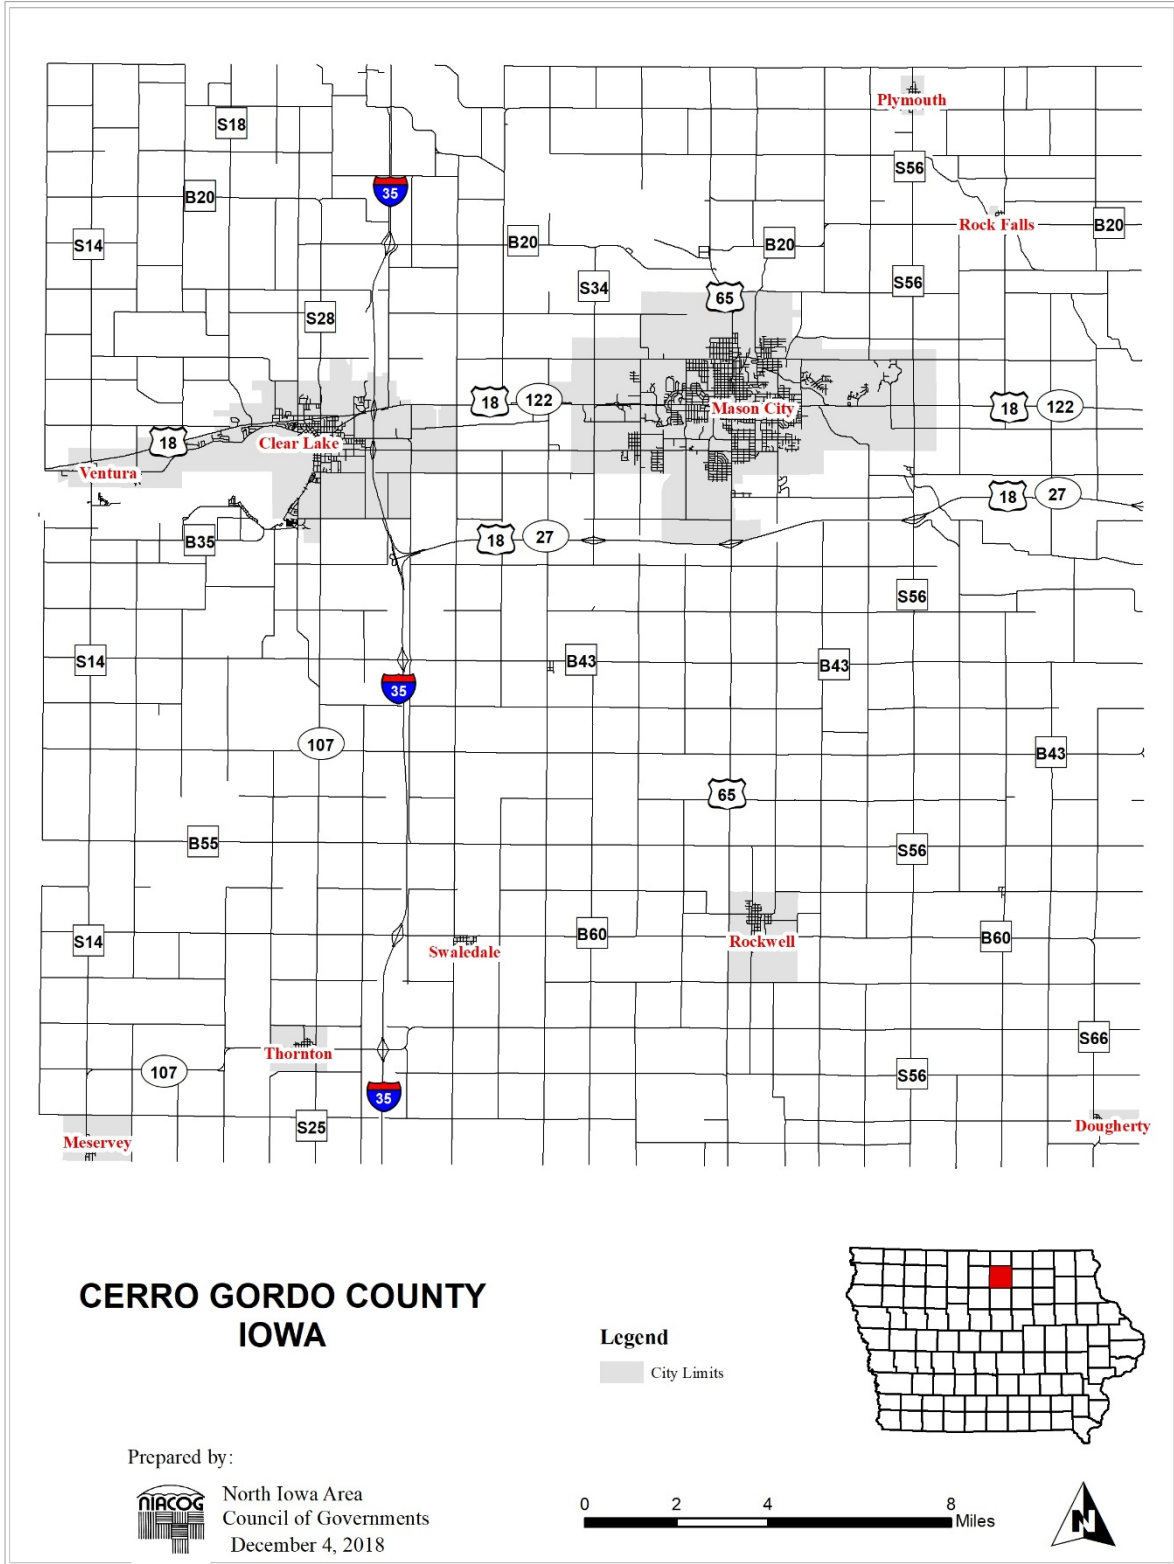 Plymouth
S18
S56
35
B20
Rock Falls
B20
S14
B20
B20
S56
S34
65
S28
18
122
Mason City
18
122
18
Clear Lake
Ventura
18
27
B35
18
27
S56
S14
B43
B43
35
107
B43
65
B55
S56
S14
B60
Rockwell
B60
Swaledale
S66
Thornton
107
S56
35
S25
Dougherty
Meservey
CERRO GORDO COUNTY
IOWA
Legend
City Limits
Prepared by:
NIACOG
North Iowa Area
Council of Governments
December 4, 2018
0 2 4 8
Miles
N